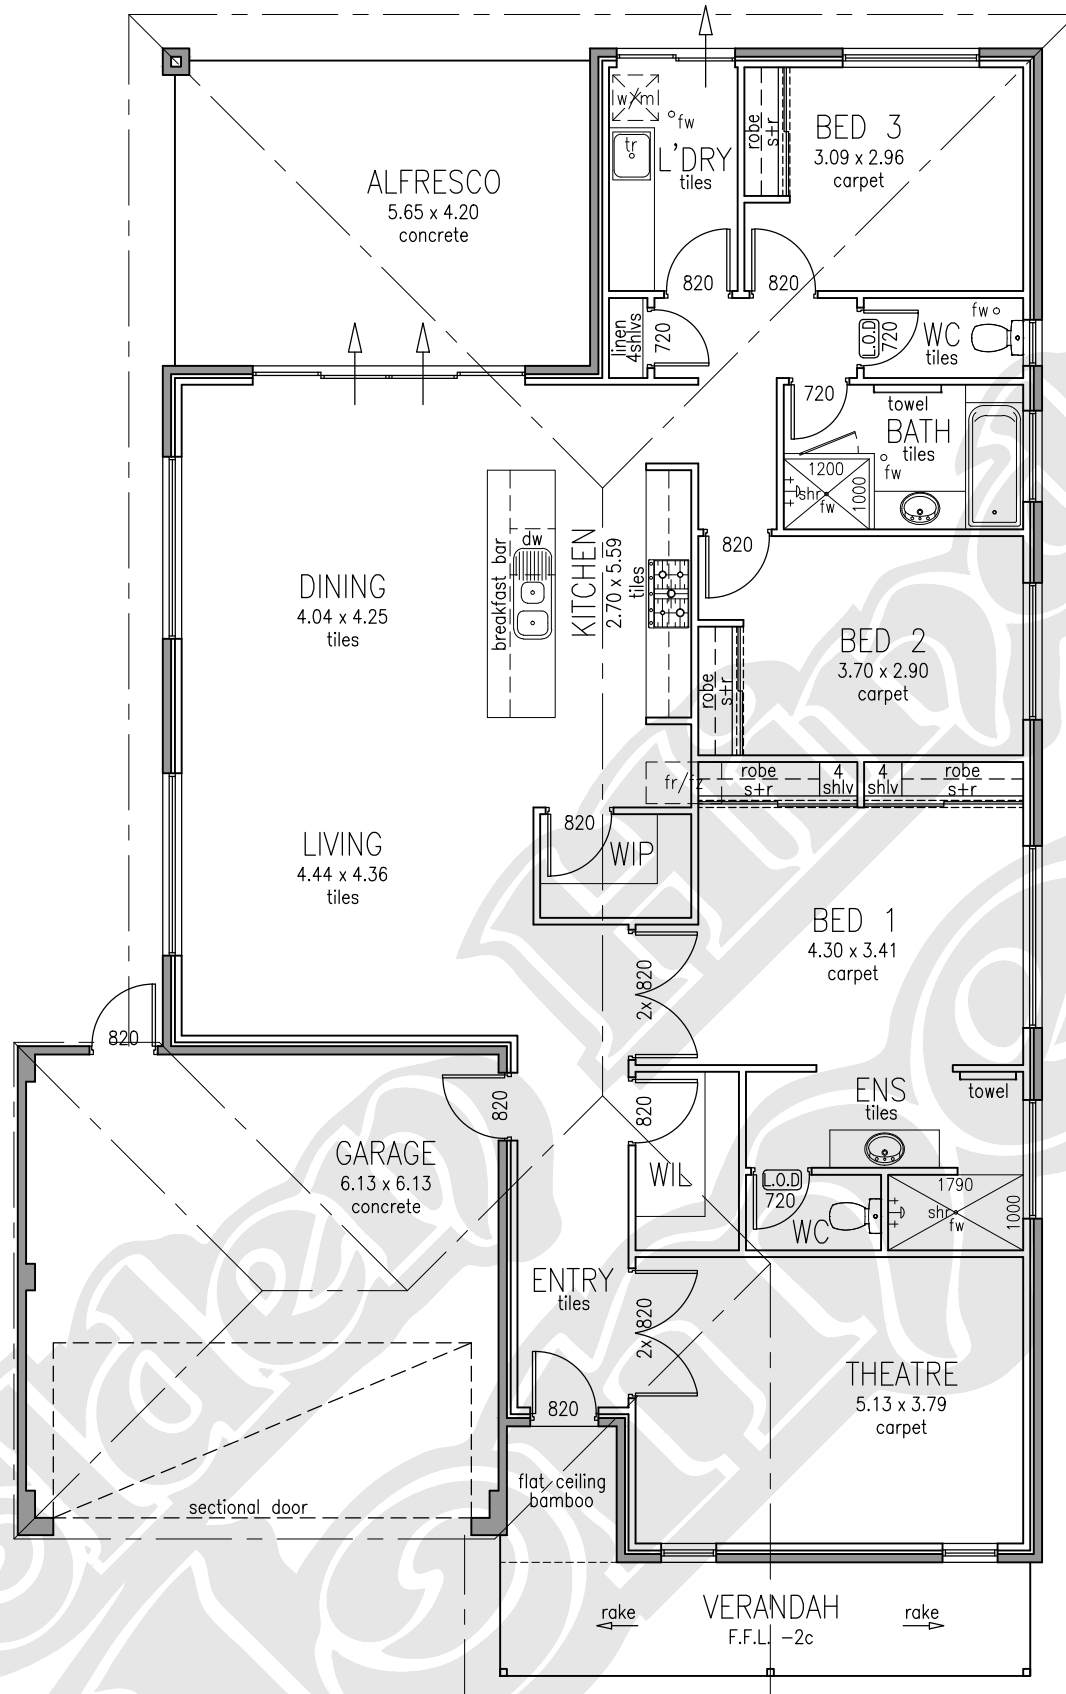 w/m
fw
tr
L'DRY
tiles
robe
s+r
BED 3
3.09 x 2.96
carpet
ALFRESCO
5.65 x 4.20
concrete
820
820
linen
4shlvs
720
L.O.D
720
fw
WC
tiles
720
towel
BATH
tiles
fw
1200
shr
fw
1000
820
DINING
4.04 x 4.25
tiles
breakfast bar
dw
KITCHEN
2.70 x 5.59
tiles
BED 2
3.70 x 2.90
carpet
robe
s+r
fr/fz
robe
s+r
4
shlv
4
shlv
robe
s+r
820
WIP
LIVING
4.44 x 4.36
tiles
BED 1
4.30 x 3.41
carpet
2x 820
820
820
820
ENS
tiles
towel
GARAGE
6.13 x 6.13
concrete
WIL
L.O.D
720
WC
1790
shr
fw
1000
ENTRY
tiles
2x 820
THEATRE
5.13 x 3.79
carpet
820
flat ceiling
bamboo
sectional door
rake
VERANDAH
F.F.L. -2c
rake